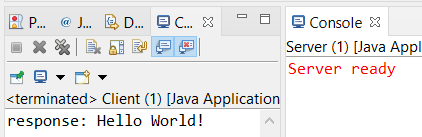 P...
J...
D...
C...
<terminated> Client (1) [Java Application
response: Hello World!
Console
Server (1) [Java Appl
Server ready